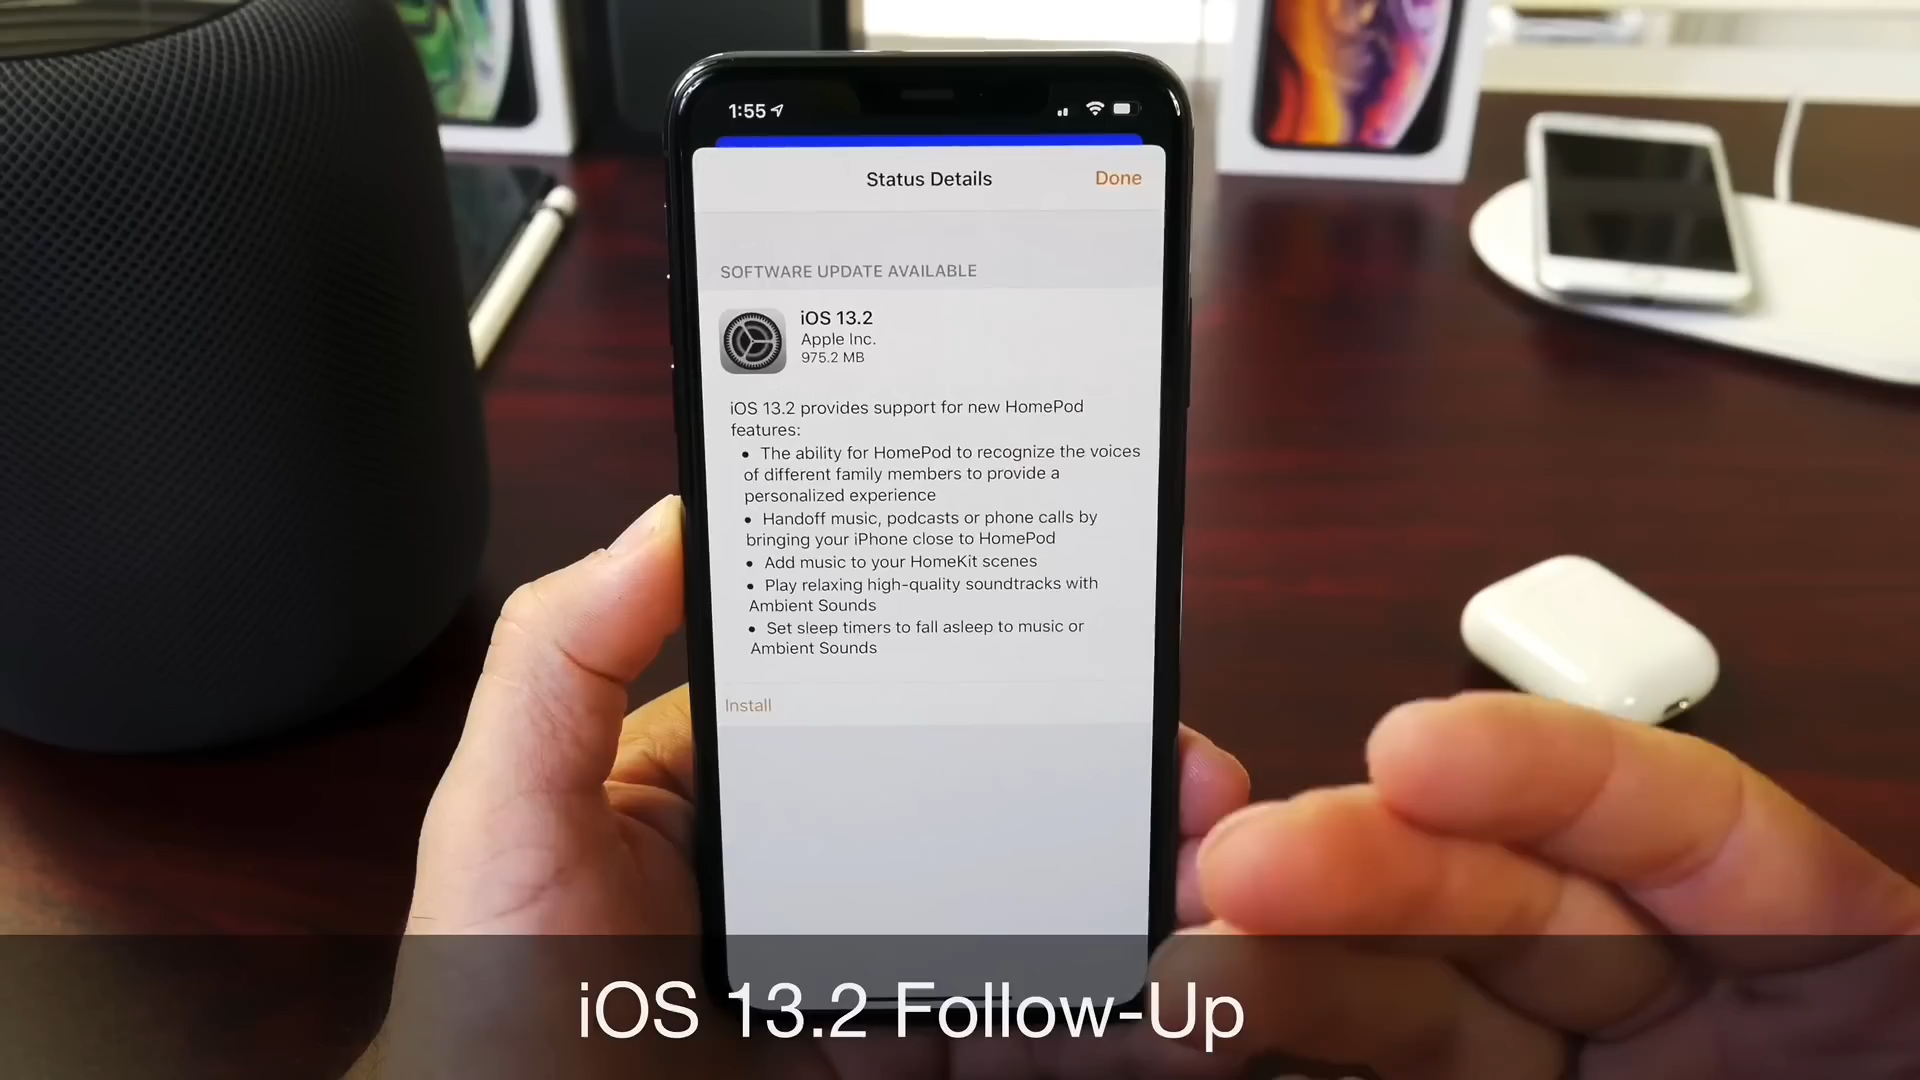 1:55
Status Details
Done
SOFTWARE UPDATE AVAILABLE
iOS 13.2
Apple Inc.
975.2 MB
iOS 13.2 provides support for new HomePod
features:
• The ability for HomePod to recognize the voices
of different family members to provide a
personalized experience
• Handoff music, podcasts or phone calls by
bringing your iPhone close to HomePod
• Add music to your HomeKit scenes
• Play relaxing high-quality soundtracks with
Ambient Sounds
• Set sleep timers to fall asleep to music or
Ambient Sounds
Install
iOS 13.2 Follow-Up